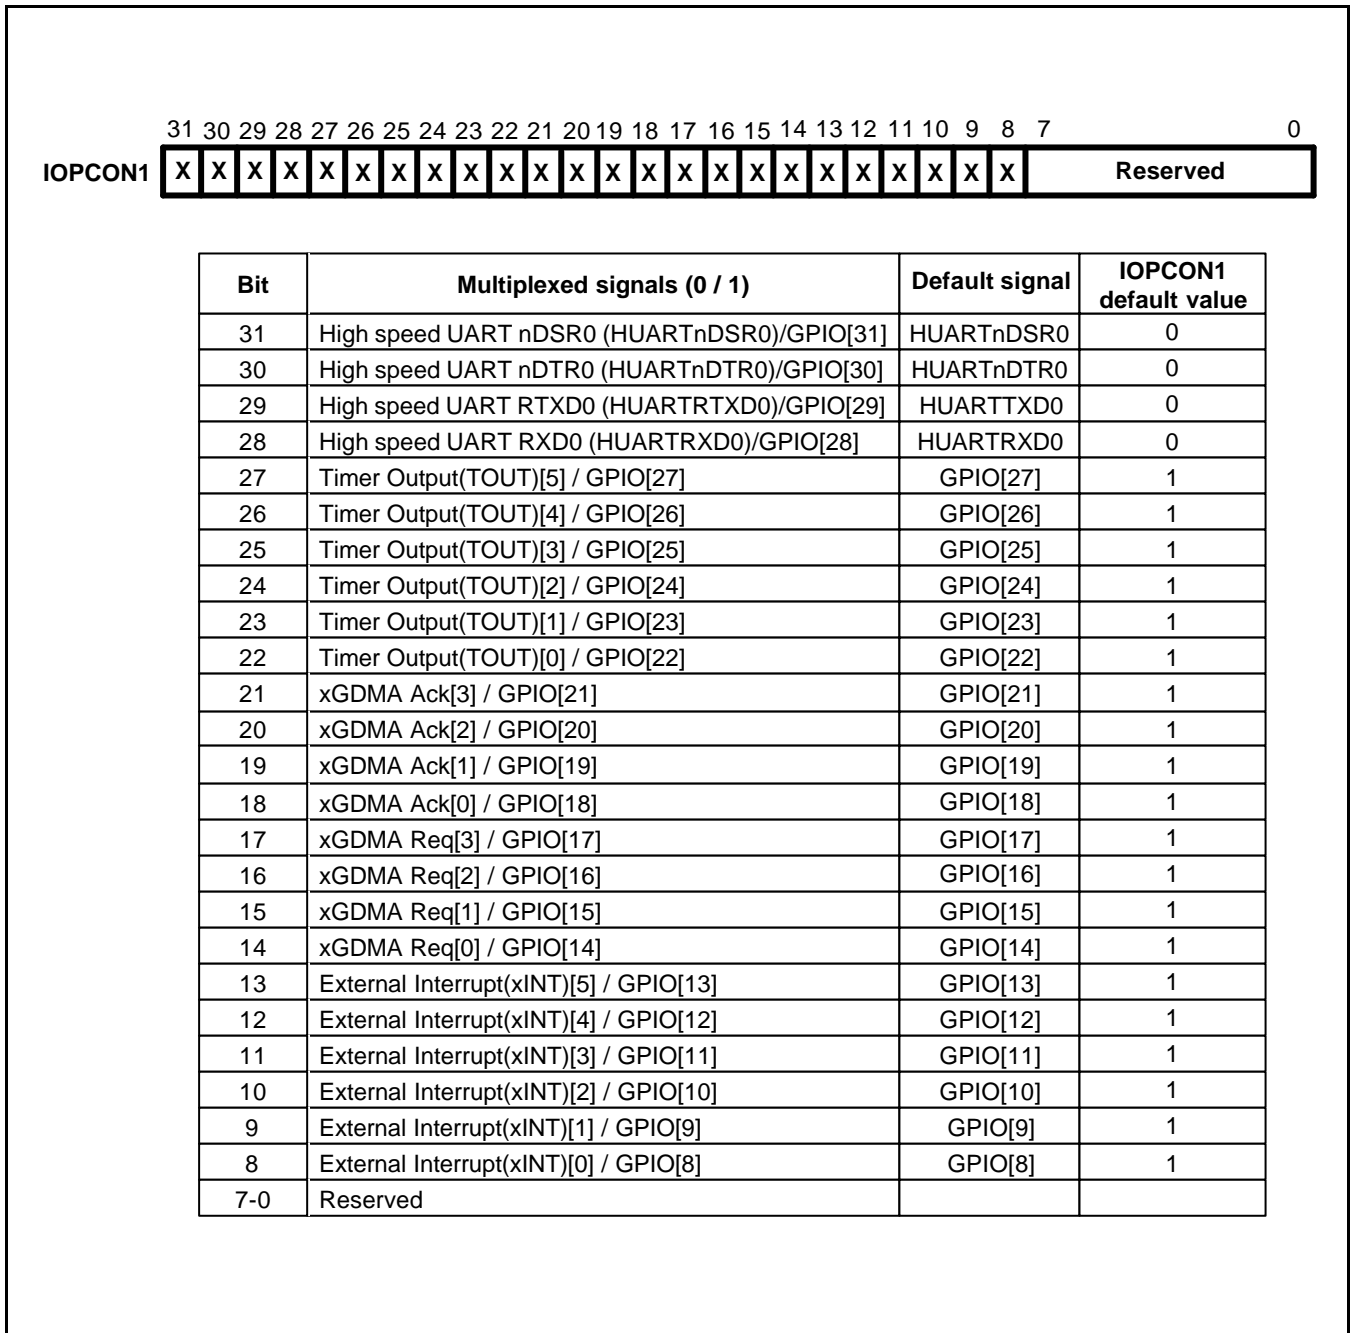 31 30 29 28 27 26 25 24 23 22 21 20 19 18 17 16 15 14 13 12 11 10 9 8 7 0
IOPCON1 X X X X X X X X X X X X X X X X X X X X X X X X Reserved
Bit Multiplexed signals (0 / 1) Default signal IOPCON1 default value
31 High speed UART nDSR0 (HUARTnDSR0)/GPIO[31] HUARTnDSR0 0
30 High speed UART nDTR0 (HUARTnDTR0)/GPIO[30] HUARTnDTR0 0
29 High speed UART RTXD0 (HUARTRTXD0)/GPIO[29] HUARTTXD0 0
28 High speed UART RXD0 (HUARTRXD0)/GPIO[28] HUARTRXD0 0
27 Timer Output(TOUT)[5] / GPIO[27] GPIO[27] 1
26 Timer Output(TOUT)[4] / GPIO[26] GPIO[26] 1
25 Timer Output(TOUT)[3] / GPIO[25] GPIO[25] 1
24 Timer Output(TOUT)[2] / GPIO[24] GPIO[24] 1
23 Timer Output(TOUT)[1] / GPIO[23] GPIO[23] 1
22 Timer Output(TOUT)[0] / GPIO[22] GPIO[22] 1
21 xGDMA Ack[3] / GPIO[21] GPIO[21] 1
20 xGDMA Ack[2] / GPIO[20] GPIO[20] 1
19 xGDMA Ack[1] / GPIO[19] GPIO[19] 1
18 xGDMA Ack[0] / GPIO[18] GPIO[18] 1
17 xGDMA Req[3] / GPIO[17] GPIO[17] 1
16 xGDMA Req[2] / GPIO[16] GPIO[16] 1
15 xGDMA Req[1] / GPIO[15] GPIO[15] 1
14 xGDMA Req[0] / GPIO[14] GPIO[14] 1
13 External Interrupt(xINT)[5] / GPIO[13] GPIO[13] 1
12 External Interrupt(xINT)[4] / GPIO[12] GPIO[12] 1
11 External Interrupt(xINT)[3] / GPIO[11] GPIO[11] 1
10 External Interrupt(xINT)[2] / GPIO[10] GPIO[10] 1
9 External Interrupt(xINT)[1] / GPIO[9] GPIO[9] 1
8 External Interrupt(xINT)[0] / GPIO[8] GPIO[8] 1
7-0 Reserved